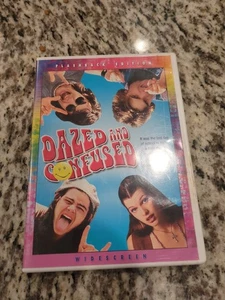 FLASHBACK EDITION
DAZED AND
CONFUSED
WIDESCREEN